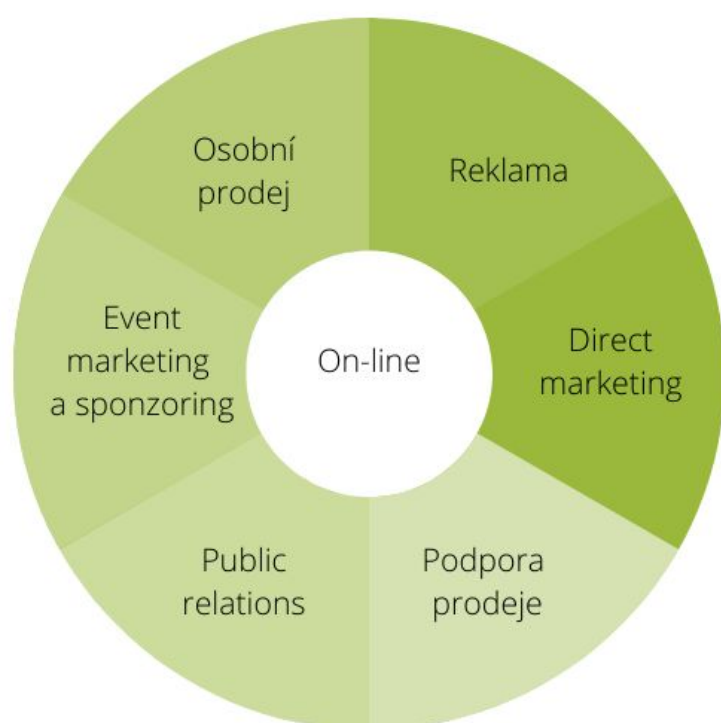 Osobní
prodej
Reklama
Event
marketing
a sponzoring
On-line
Direct
marketing
Public
relations
Podpora
prodeje